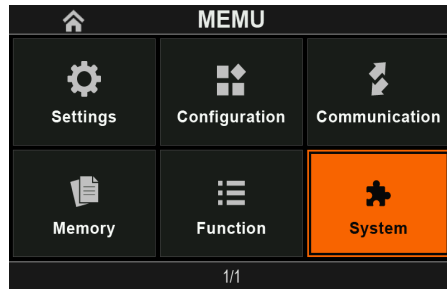 MEMU
Settings
Configuration
Communication
Memory
Function
System
1/1